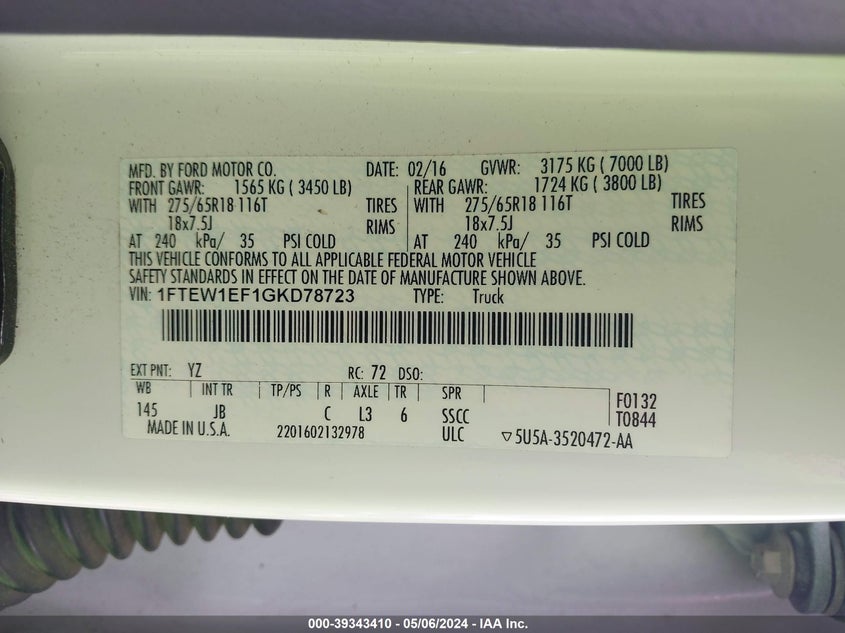 MFD. BY FORD MOTOR CO. DATE: 02/16 GVWR: 3175 KG ( 7000 LB)
FRONT GAWR: 1565 KG ( 3450 LB) REAR GAWR: 1724 KG ( 3800 LB)
WITH 275/65R18 116T TIRES WITH 275/65R18 116T TIRES
18x7.5J RIMS 18x7.5J RIMS
AT 240 kPa/ 35 PSI COLD AT 240 kPa/ 35 PSI COLD
THIS VEHICLE CONFORMS TO ALL APPLICABLE FEDERAL MOTOR VEHICLE
SAFETY STANDARDS IN EFFECT ON THE DATE OF MANUFACTURE SHOWN ABOVE.
VIN: 1FTEW1EF1GKD78723 TYPE: Truck
EXT PNT: YZ RC: 72 DSO:
WB INT TR TP/PS R AXLE TR SPR F0132
145 JB C L3 6 SSCC T0844
MADE IN U.S.A. 2201602132978 ULC ▽5U5A-3520472-AA
000-39343410 - 05/06/2024 - IAA Inc.